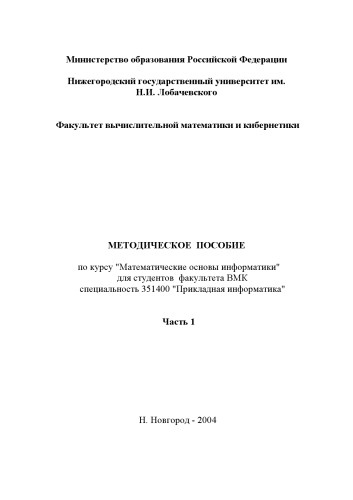 Министерство образования Российской Федерации
Нижегородский государственный университет им.
Н.И. Лобачевского
Факультет вычислительной математики и кибернетики
МЕТОДИЧЕСКОЕ ПОСОБИЕ
по курсу "Математические основы информатики"
для студентов факультета ВМК
специальность 351400 "Прикладная информатика"
Часть 1
Н. Новгород - 2004